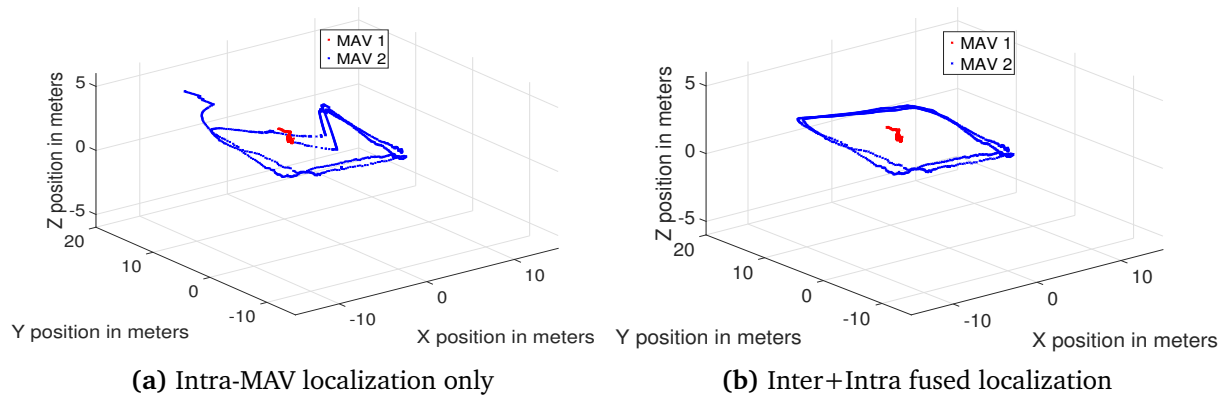 MAV 1
MAV 2
5
0
-5
20
10
0
-10
-10
0
10
Z position in meters
Y position in meters
X position in meters
(a) Intra-MAV localization only
MAV 1
MAV 2
5
0
-5
20
10
0
-10
-10
0
10
Z position in meters
Y position in meters
X position in meters
(b) Inter+Intra fused localization